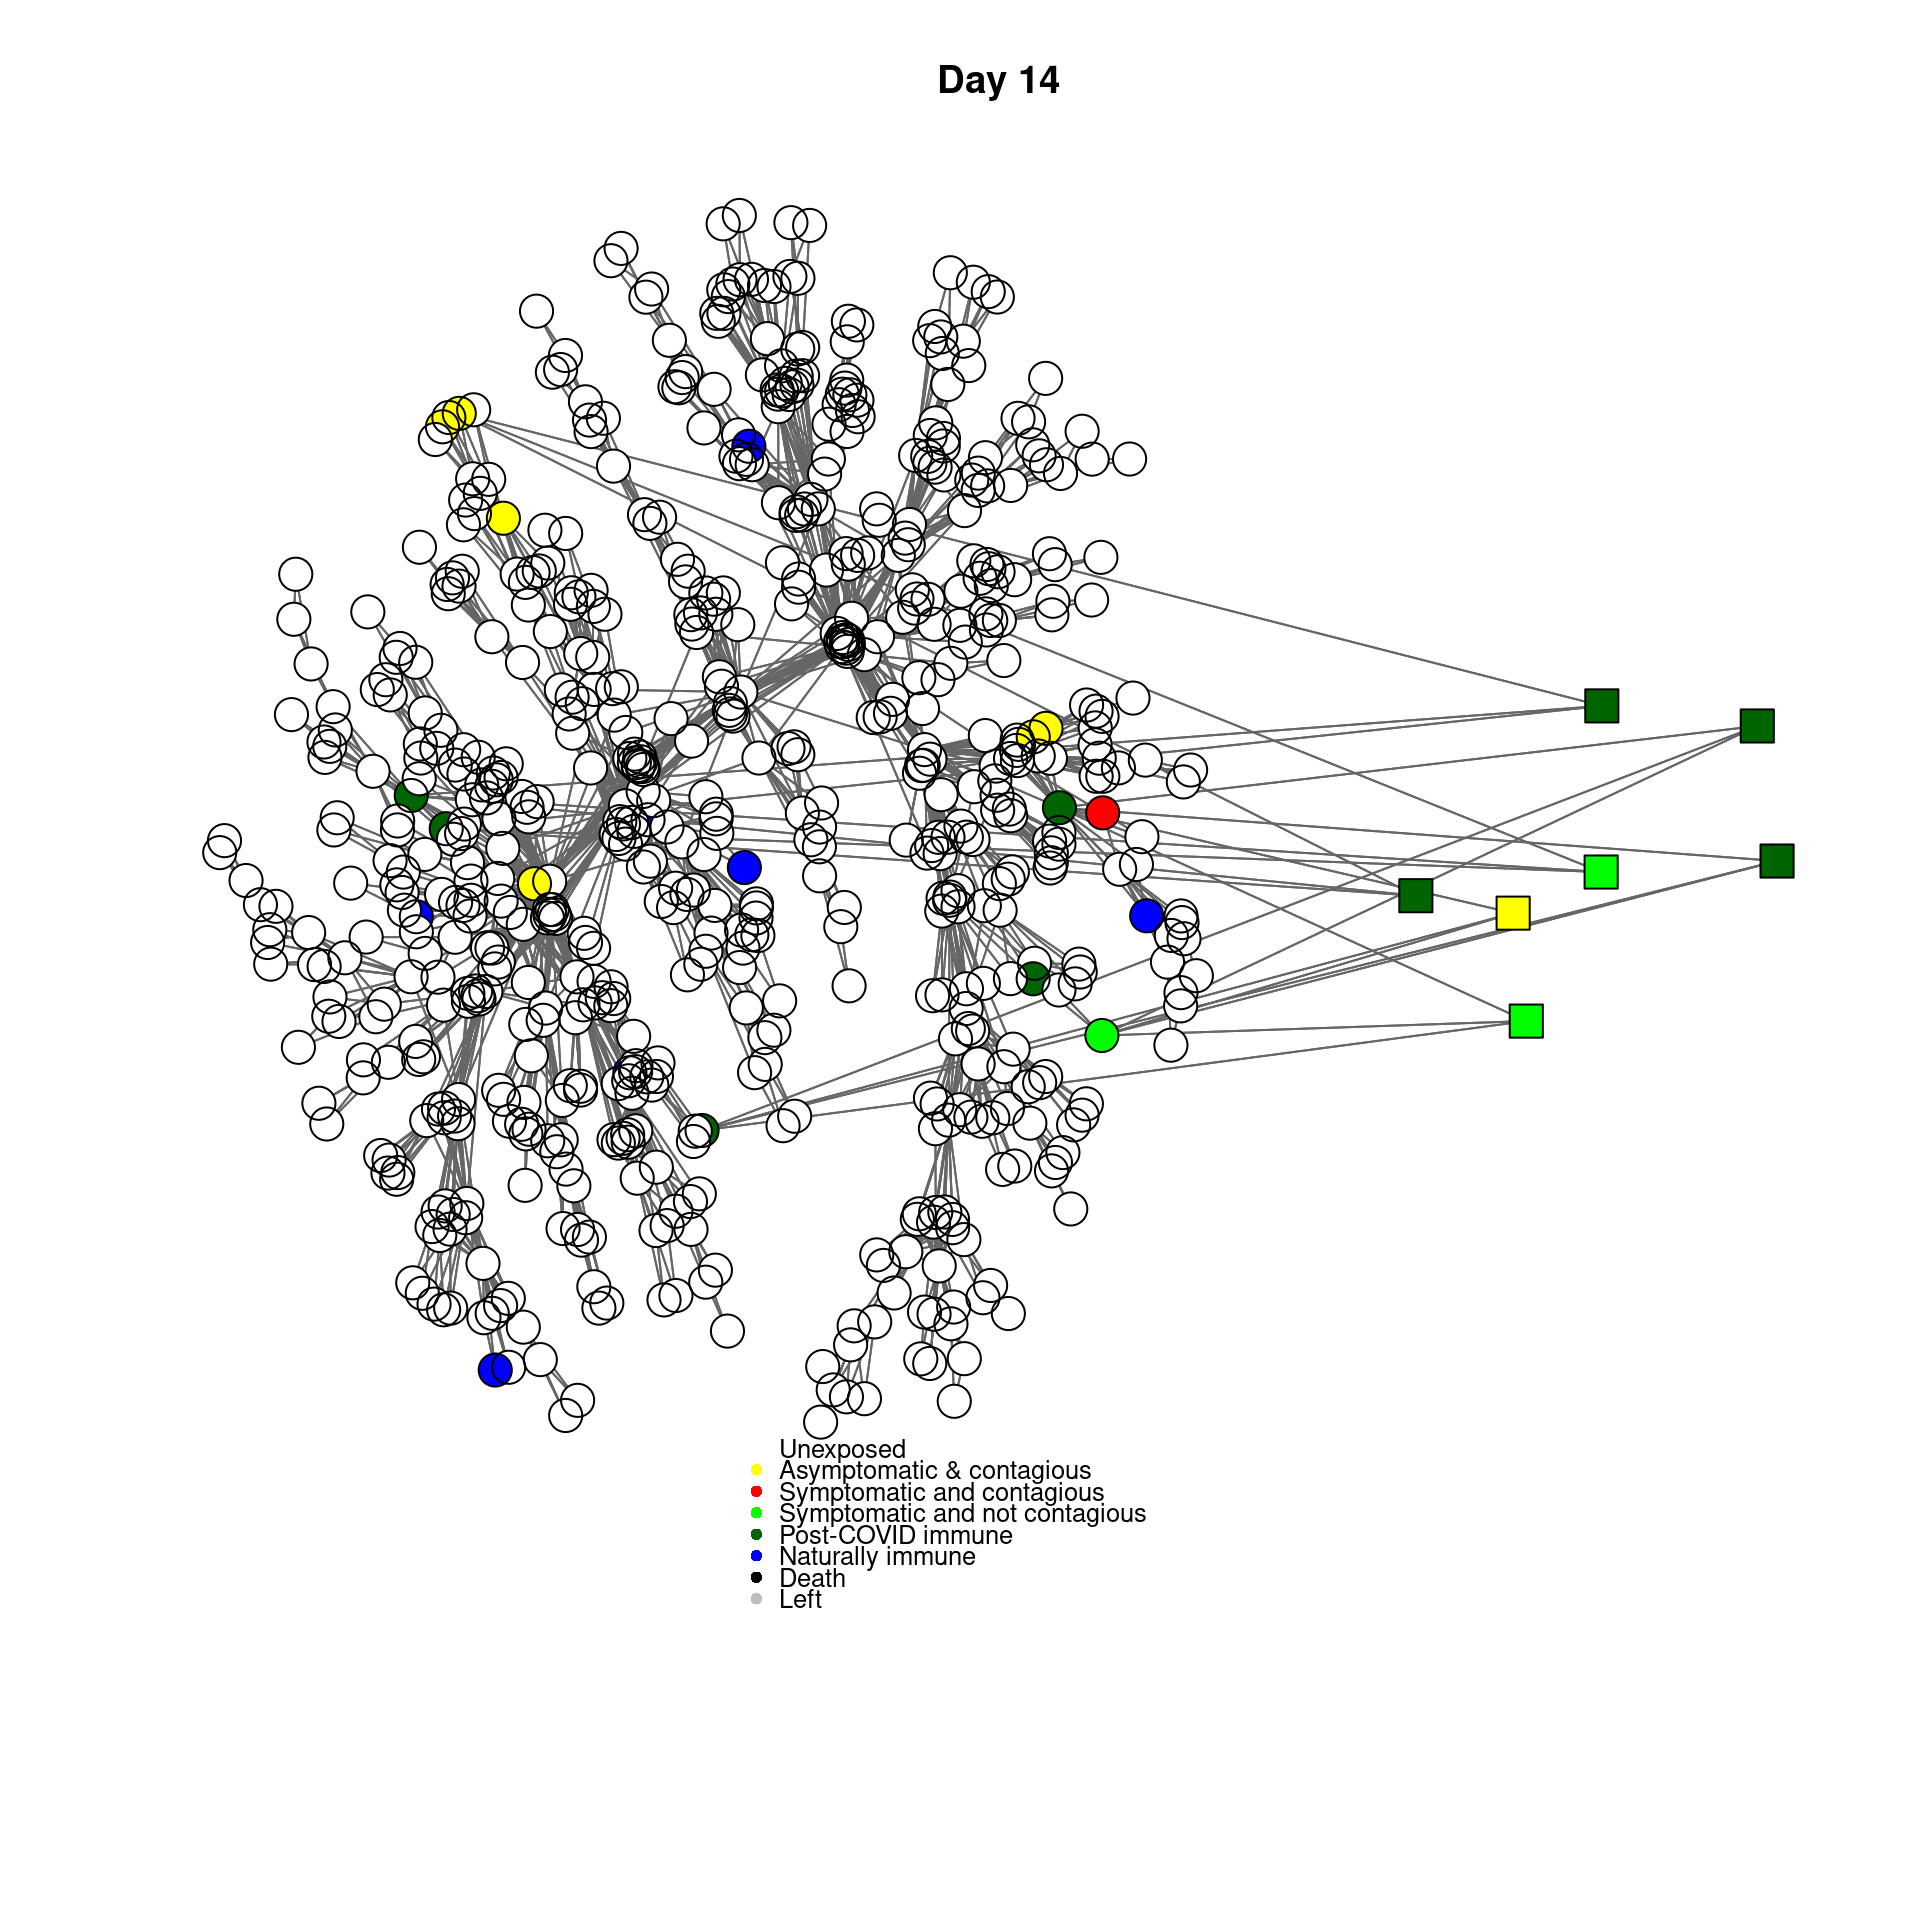 Day 14
Unexposed
Asymptomatic & contagious
Symptomatic and contagious
Symptomatic and not contagious
Post-COVID immune
Naturally immune
Death
Left